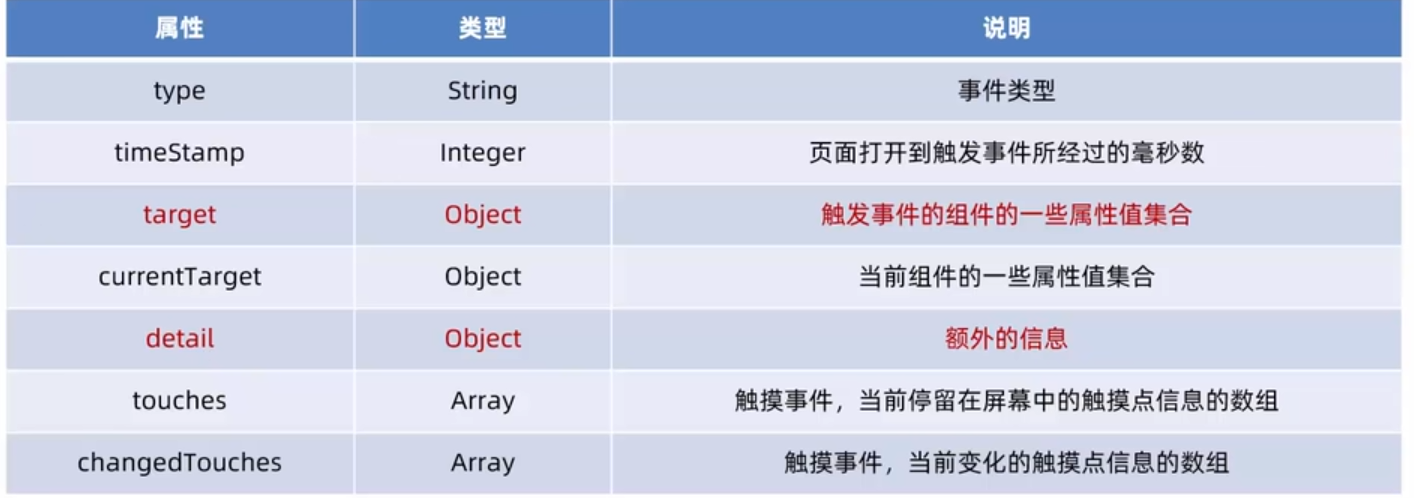 属性 类型 说明
type String 事件类型
timeStamp Integer 页面打开到触发事件所经过的毫秒数
target Object 触发事件的组件的一些属性值集合
currentTarget Object 当前组件的一些属性值集合
detail Object 额外的信息
touches Array 触摸事件，当前停留在屏幕中的触摸点信息的数组
changedTouches Array 触摸事件，当前变化的触摸点信息的数组